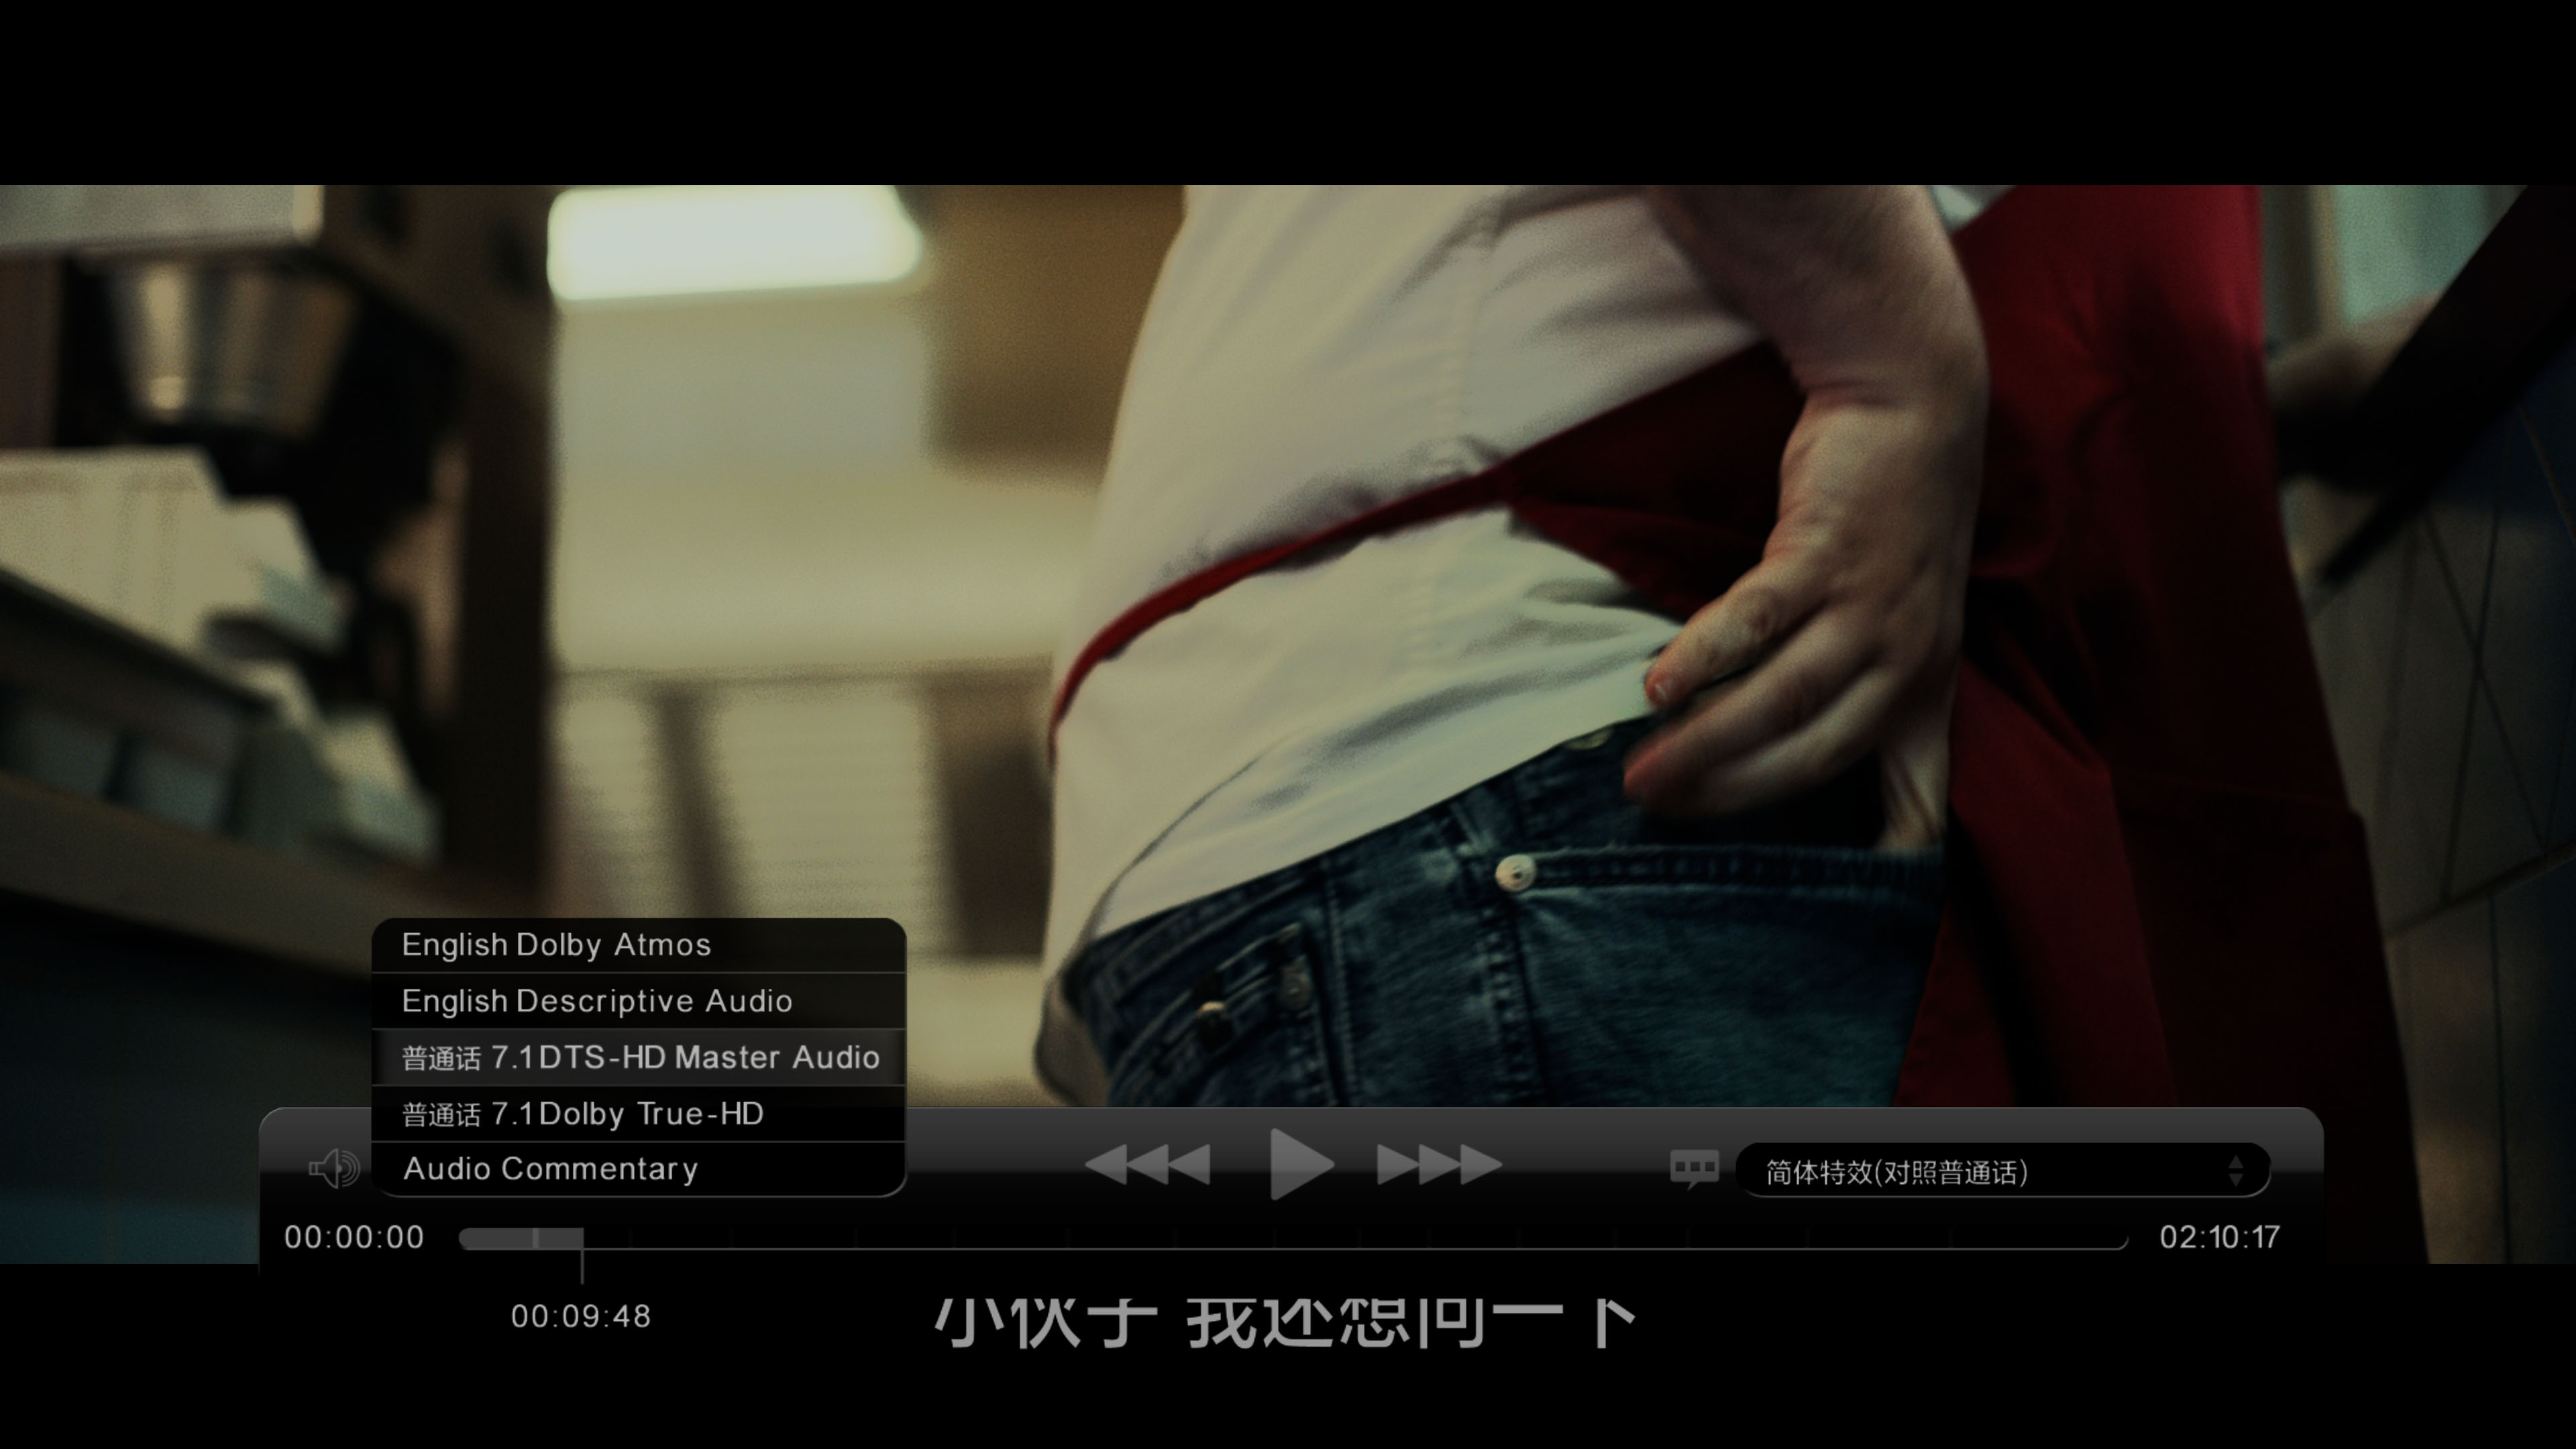 English Dolby Atmos
English Descriptive Audio
普通话 7.1 DTS-HD Master Audio
普通话 7.1 Dolby True-HD
Audio Commentary
简体特效(对照普通话)
00:00:00
02:10:17
00:09:48
小伙子 我还想问一下